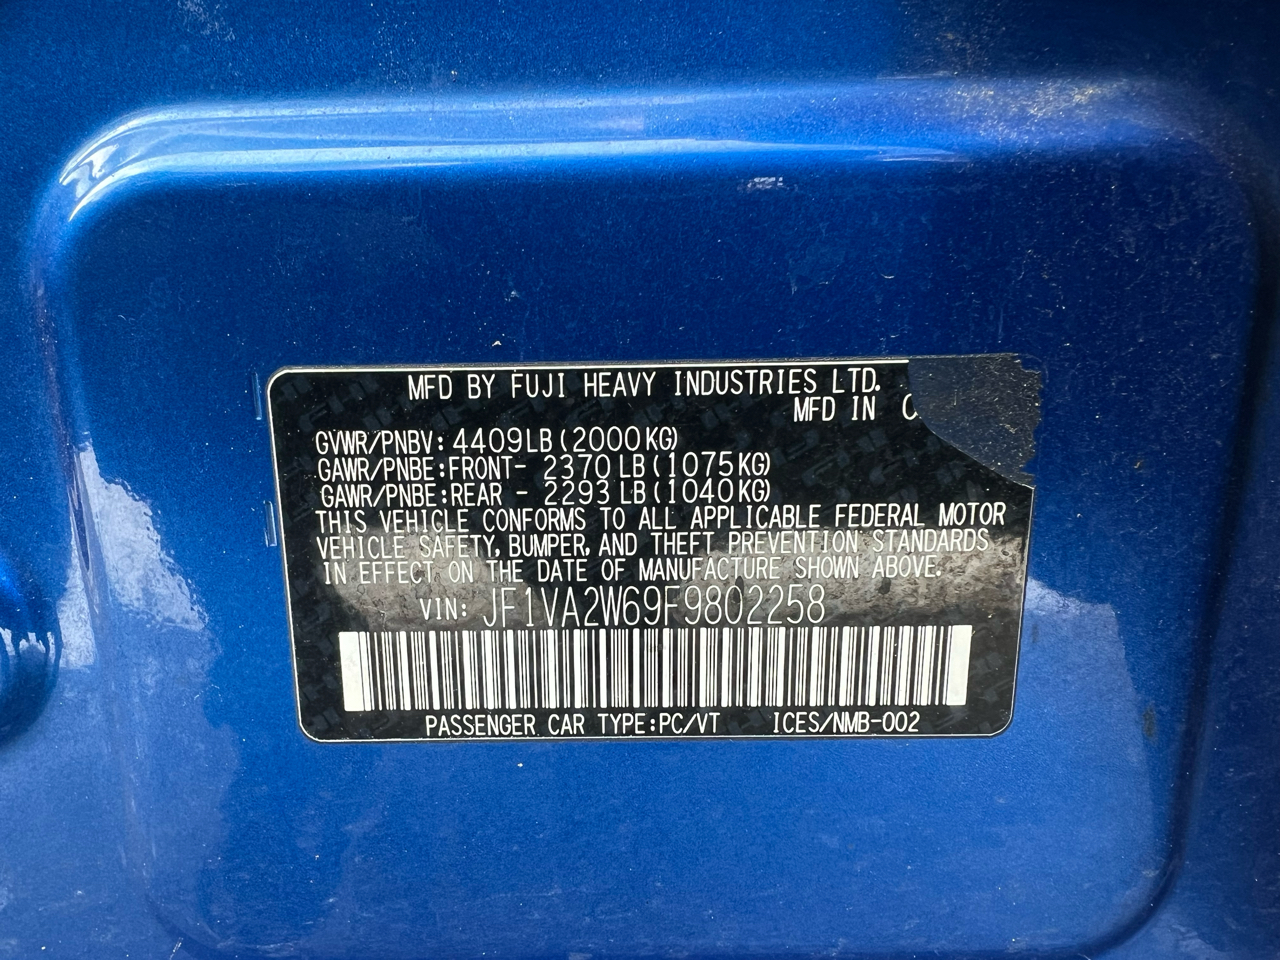 MFD BY FUJI HEAVY INDUSTRIES LTD.
MFD IN
GVWR/PNBV: 4409LB(2000KG)
GAWR/PNBE:FRONT- 2370LB(1075KG)
GAWR/PNBE:REAR - 2293LB(1040KG)
THIS VEHICLE CONFORMS TO ALL APPLICABLE FEDERAL MOTOR
VEHICLE SAFETY, BUMPER, AND THEFT PREVENTION STANDARDS
IN EFFECT ON THE DATE OF MANUFACTURE SHOWN ABOVE.
VIN: JF1VA2W69F9802258
PASSENGER CAR TYPE:PC/VT ICES/NMB-002